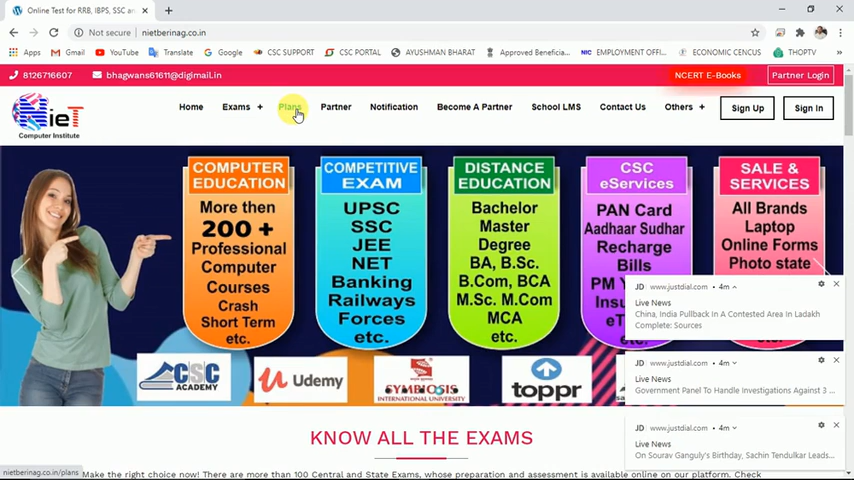 Online Test for RRB, IBPS, SSC ar
Not secure | nietberinag.co.in
Apps Gmail YouTube Translate Google CSC SUPPORT CSC PORTAL AYUSHMAN BHARAT Approved Beneficia... EMPLOYMENT OFFI... ECONOMIC CENCUS THOPTV
8126716607 bhagwans61611@digimail.in NCERT E-Books Partner Login
NieT
Computer Institute
Home Exams + Plans Partner Notification Become A Partner School LMS Contact Us Others + Sign Up Sign In
COMPUTER
EDUCATION
More then
200 +
Professional
Computer
Courses
Crash
Short Term
etc.
COMPETITIVE
EXAM
UPSC
SSC
JEE
NET
Banking
Railways
Forces
etc.
DISTANCE
EDUCATION
Bachelor
Master
Degree
BA, B.Sc.
B.Com, BCA
M.Sc. M.Com
MCA
etc.
CSC
eServices
PAN Card
Aadhaar Sudhar
Recharge
Bills
PM
SALE &
SERVICES
All Brands
Laptop
Online Forms
Photo state
JD | www.justdial.com • 4m
Live News
China, India Pullback In A Contested Area In Ladakh
Complete: Sources
JD | www.justdial.com • 4m
Live News
Government Panel To Handle Investigations Against 3 ...
JD | www.justdial.com • 4m
Live News
On Sourav Ganguly's Birthday, Sachin Tendulkar Leads...
CSC
ACADEMY
Udemy
SYMBIOSIS
INTERNATIONAL UNIVERSITY
toppr
KNOW ALL THE EXAMS
nietberinag.co.in/plans
Make the right choice now! There are more than 100 Central and State Exams, whose preparation and assessment is available online on our platform. Check